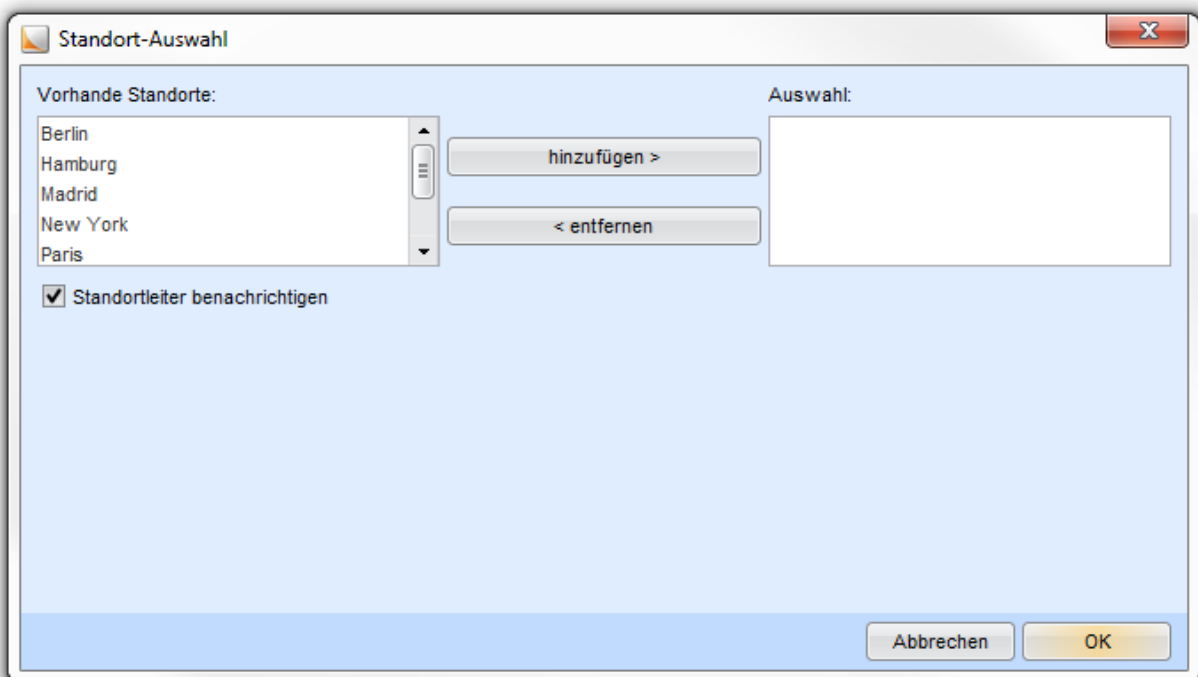 Standort-Auswahl
Vorhande Standorte:
Auswahl:
Berlin
Hamburg
Madrid
New York
Paris
hinzufügen >
< entfernen
Standortleiter benachrichtigen
Abbrechen
OK